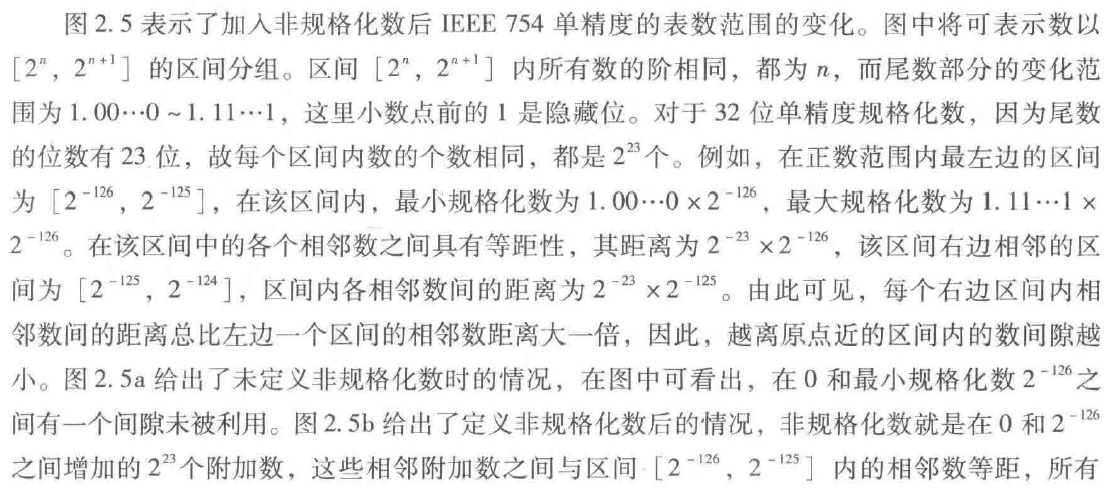 图 2.5 表示了加入非规格化数后 IEEE 754 单精度的表数范围的变化。图中将可表示数以
[2ⁿ, 2ⁿ⁺¹] 的区间分组。区间 [2ⁿ, 2ⁿ⁺¹] 内所有数的阶相同，都为 n，而尾数部分的变化范
围为 1.00…0 ~ 1.11…1，这里小数点前的 1 是隐藏位。对于 32 位单精度规格化数，因为尾数
的位数有 23 位，故每个区间内数的个数相同，都是 2²³个。例如，在正数范围内最左边的区间
为 [2⁻¹²⁶, 2⁻¹²⁵]，在该区间内，最小规格化数为 1.00…0 × 2⁻¹²⁶，最大规格化数为 1.11…1 ×
2⁻¹²⁶。在该区间中的各个相邻数之间具有等距性，其距离为 2⁻²³ × 2⁻¹²⁶，该区间右边相邻的区
间为 [2⁻¹²⁵, 2⁻¹²⁴]，区间内各相邻数间的距离为 2⁻²³ × 2⁻¹²⁵。由此可见，每个右边区间内相
邻数间的距离总比左边一个区间的相邻数距离大一倍，因此，越离原点近的区间内的数间隙越
小。图 2.5a 给出了未定义非规格化数时的情况，在图中可看出，在 0 和最小规格化数 2⁻¹²⁶之
间有一个间隙未被利用。图 2.5b 给出了定义非规格化数后的情况，非规格化数就是在 0 和 2⁻¹²⁶
之间增加的 2²³个附加数，这些相邻附加数之间与区间 [2⁻¹²⁶, 2⁻¹²⁵] 内的相邻数等距，所有